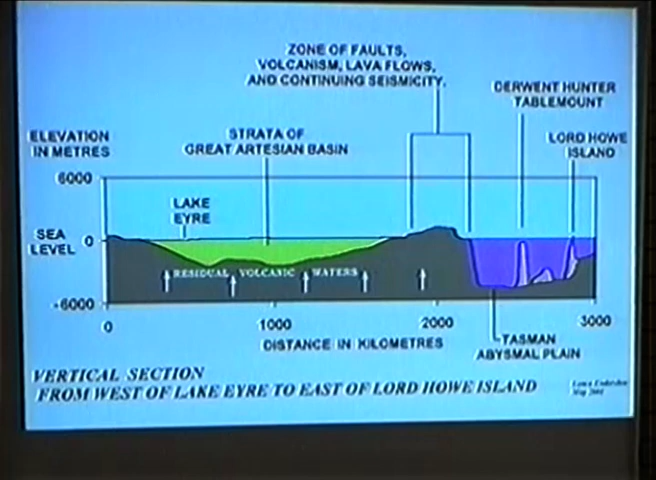 ZONE OF FAULTS,
VOLCANISM, LAVA FLOWS,
AND CONTINUING SEISMICITY.
DERWENT HUNTER
TABLEMOUNT
ELEVATION
IN METRES
STRATA OF
GREAT ARTESIAN BASIN
LORD HOWE
ISLAND
6000
LAKE
EYRE
SEA
LEVEL
0
RESIDUAL VOLCANIC WATERS
-6000
0
1000
2000
3000
DISTANCE IN KILOMETRES
TASMAN
ABYSMAL PLAIN
VERTICAL SECTION
FROM WEST OF LAKE EYRE TO EAST OF LORD HOWE ISLAND